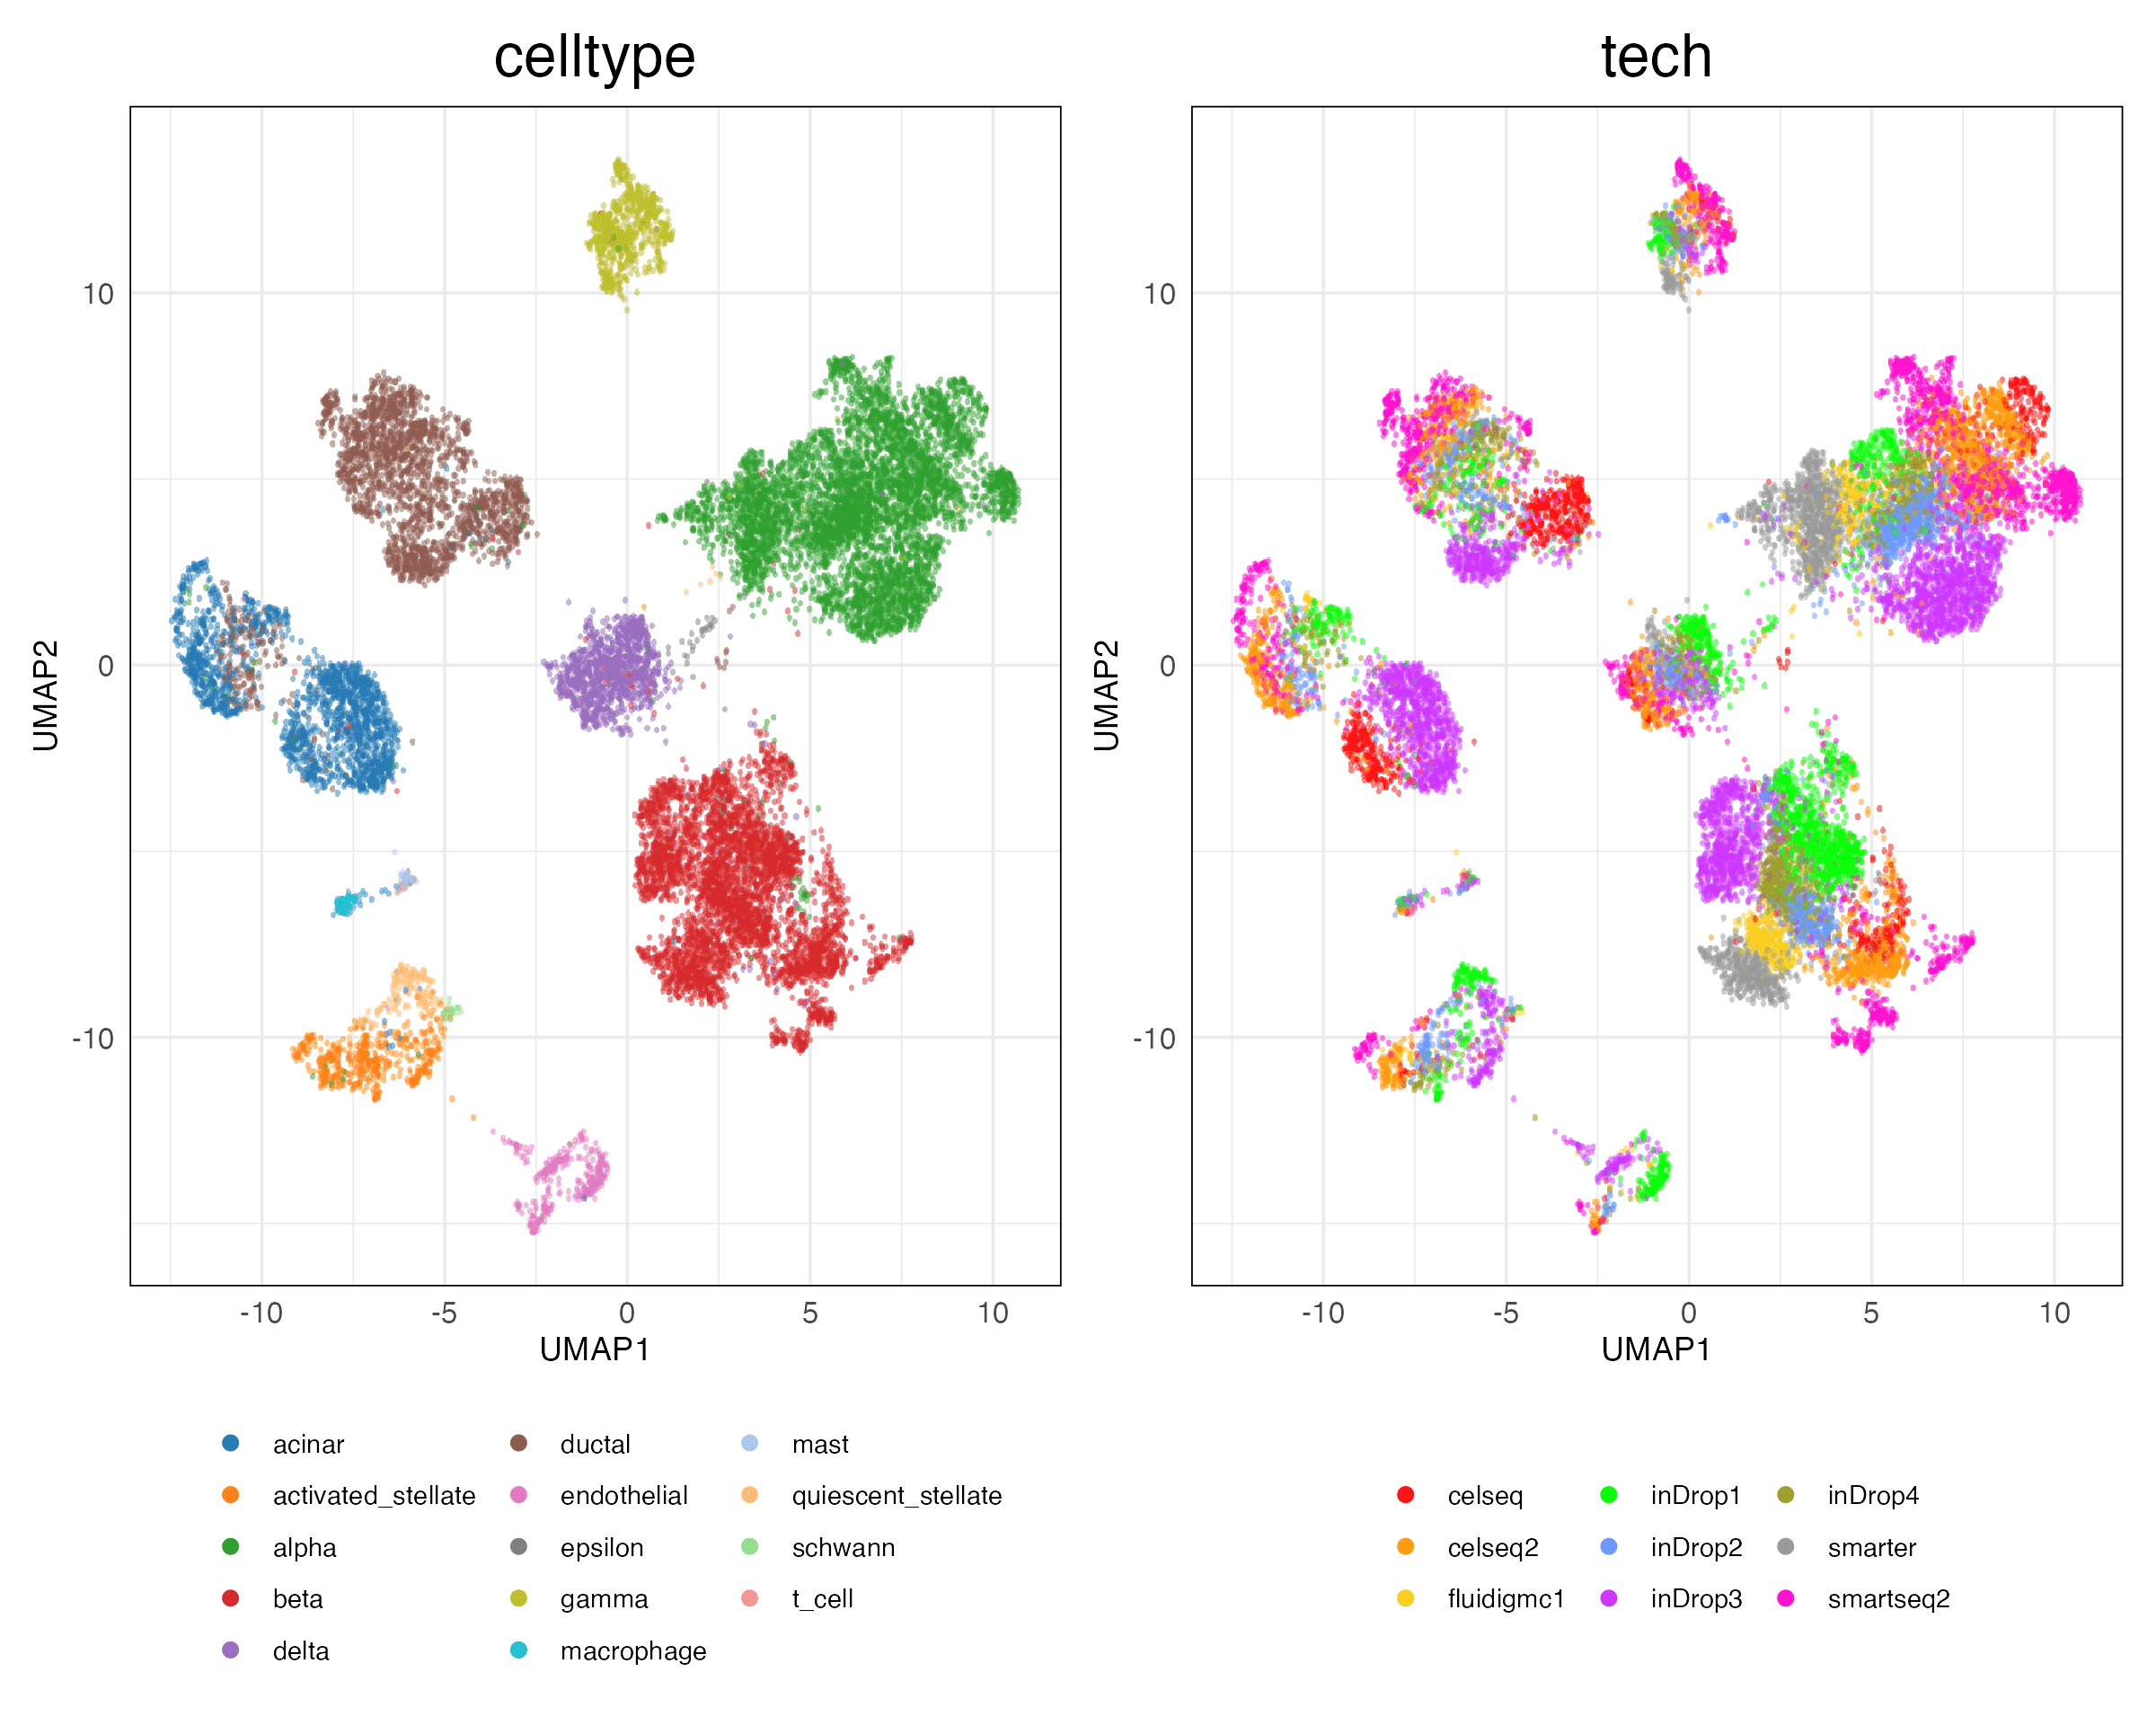 celltype
tech
10
0
-10
UMAP2
-10 -5 0 5 10
UMAP1
10
0
-10
UMAP2
-10 -5 0 5 10
UMAP1
acinar ductal mast
activated_stellate endothelial quiescent_stellate
alpha epsilon schwann
beta gamma t_cell
delta macrophage
celseq inDrop1 inDrop4
celseq2 inDrop2 smarter
fluidigmc1 inDrop3 smartseq2